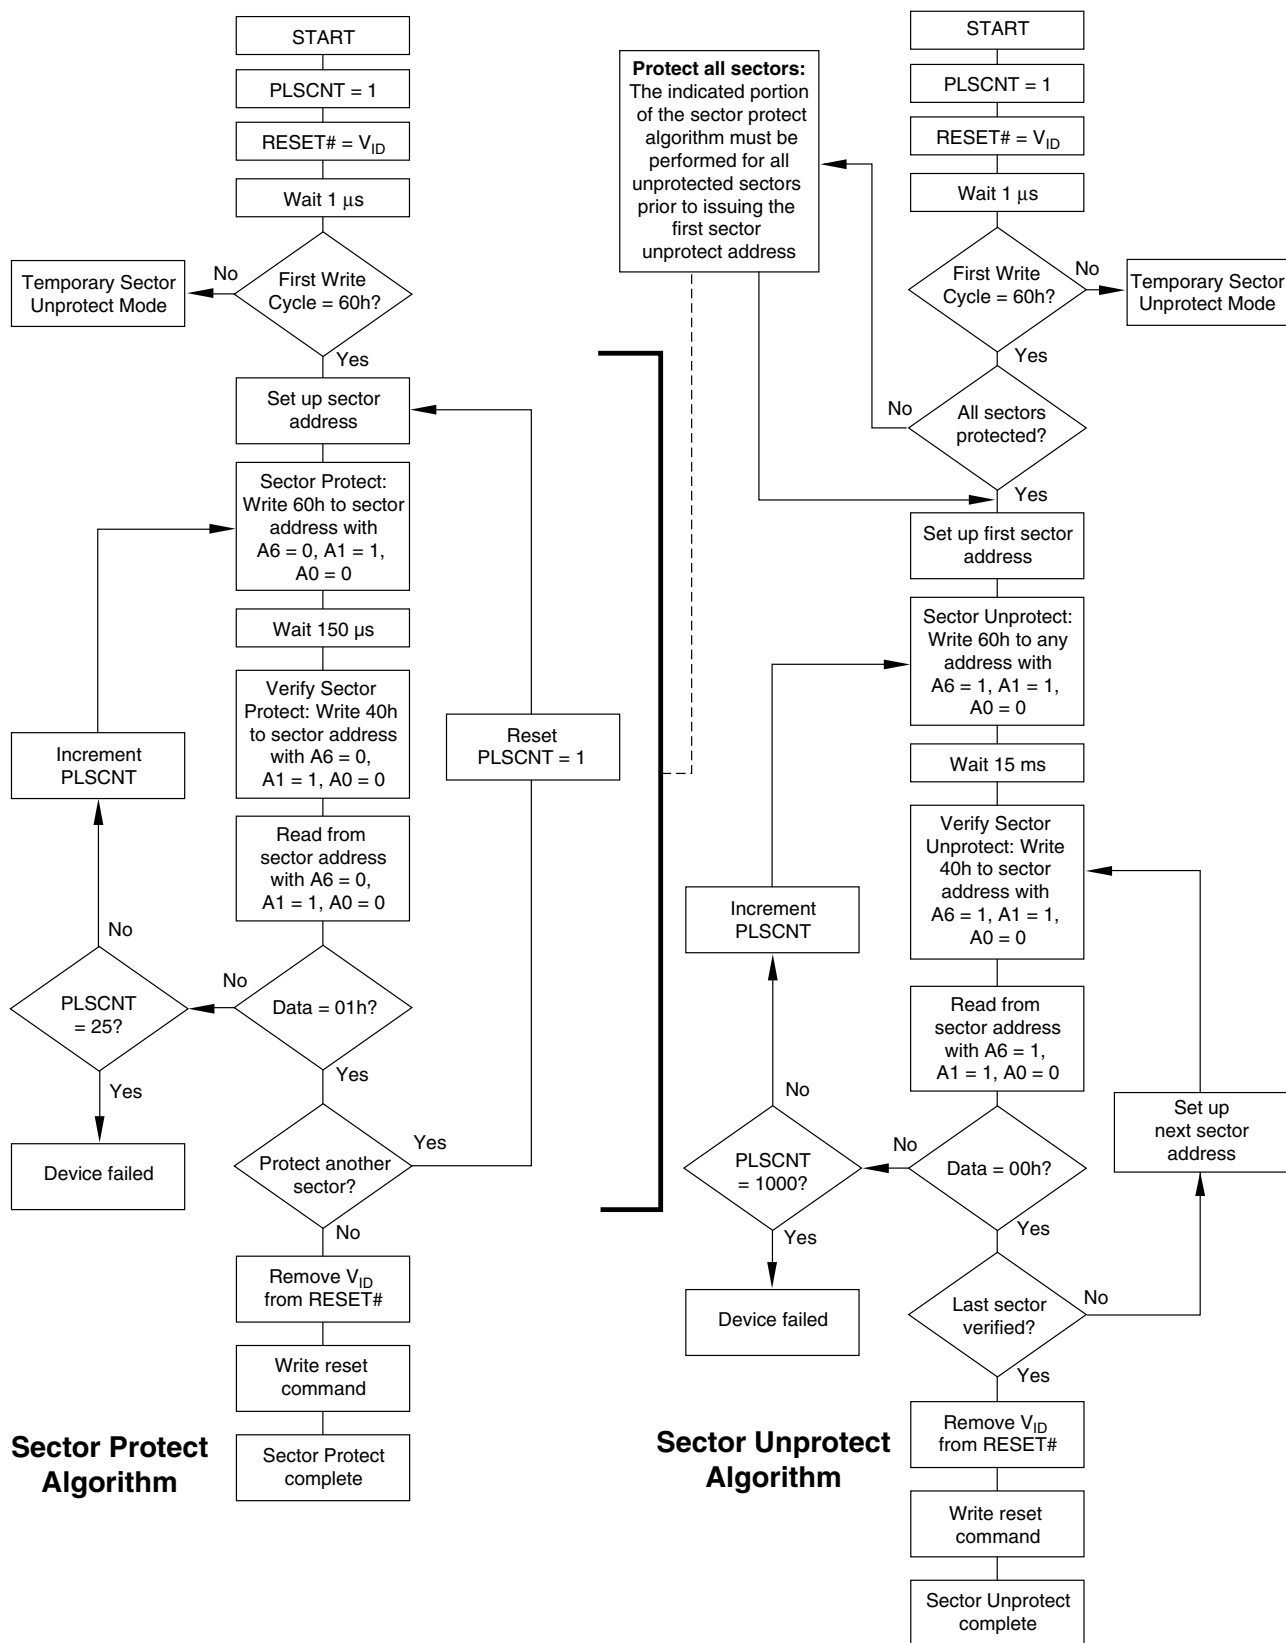 START
PLSCNT = 1
RESET# = VID
Wait 1 μs
First Write
Cycle = 60h?
No
Temporary Sector
Unprotect Mode
Yes
Set up sector
address
Sector Protect:
Write 60h to sector
address with
A6 = 0, A1 = 1,
A0 = 0
Wait 150 µs
Verify Sector
Protect: Write 40h
to sector address
with A6 = 0,
A1 = 1, A0 = 0
Increment
PLSCNT
Reset
PLSCNT = 1
Read from
sector address
with A6 = 0,
A1 = 1, A0 = 0
No
PLSCNT
= 25?
No
Data = 01h?
Yes
Yes
Device failed
Protect another
sector?
Yes
No
Remove VID
from RESET#
Write reset
command
Sector Protect
complete
Sector Protect
Algorithm
Protect all sectors:
The indicated portion
of the sector protect
algorithm must be
performed for all
unprotected sectors
prior to issuing the
first sector
unprotect address
START
PLSCNT = 1
RESET# = VID
Wait 1 μs
First Write
Cycle = 60h?
No
Temporary Sector
Unprotect Mode
Yes
No
All sectors
protected?
Yes
Set up first sector
address
Sector Unprotect:
Write 60h to any
address with
A6 = 1, A1 = 1,
A0 = 0
Wait 15 ms
Verify Sector
Unprotect: Write
40h to sector
address with
A6 = 1, A1 = 1,
A0 = 0
Increment
PLSCNT
Read from
sector address
with A6 = 1,
A1 = 1, A0 = 0
No
Set up
next sector
address
PLSCNT
= 1000?
No
Data = 00h?
Yes
Yes
Device failed
Last sector
verified?
No
Yes
Remove VID
from RESET#
Write reset
command
Sector Unprotect
complete
Sector Unprotect
Algorithm